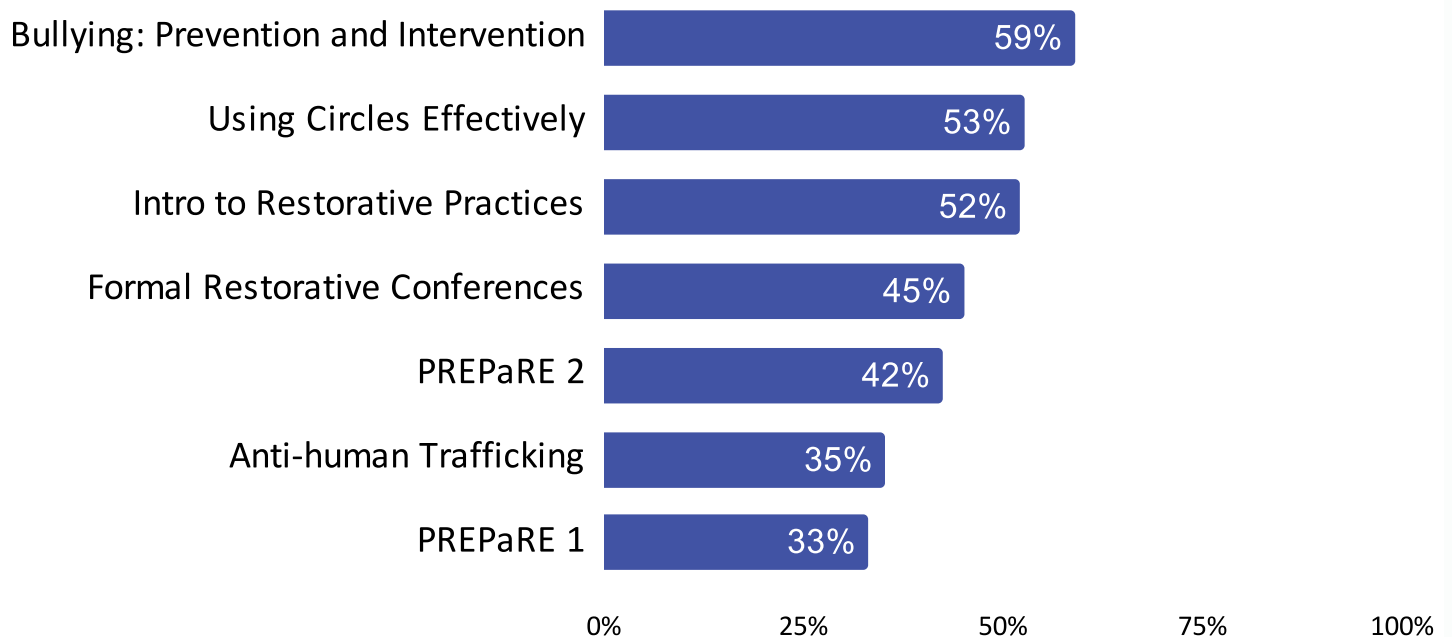 Bullying: Prevention and Intervention 59%
Using Circles Effectively 53%
Intro to Restorative Practices 52%
Formal Restorative Conferences 45%
PREPaRE 2 42%
Anti-human Trafficking 35%
PREPaRE 1 33%
0% 25% 50% 75% 100%